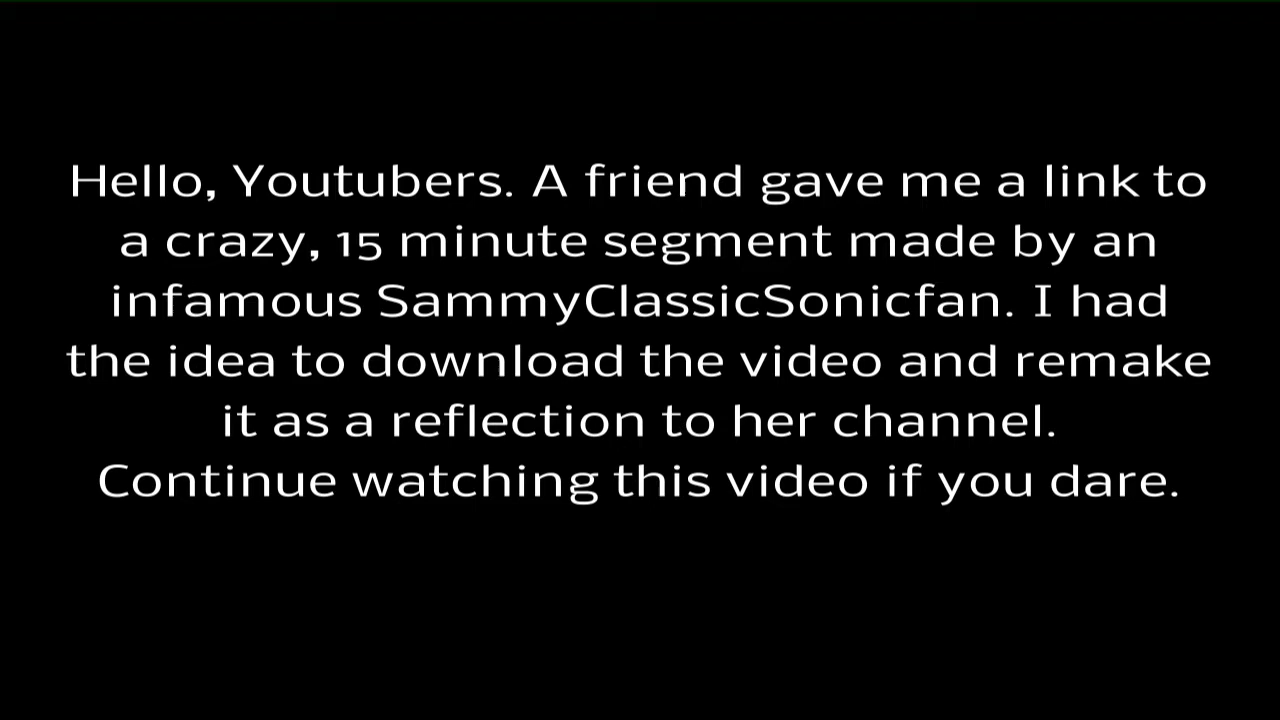 Hello, Youtubers. A friend gave me a link to
a crazy, 15 minute segment made by an
infamous SammyClassicSonicfan. I had
the idea to download the video and remake
it as a reflection to her channel.
Continue watching this video if you dare.